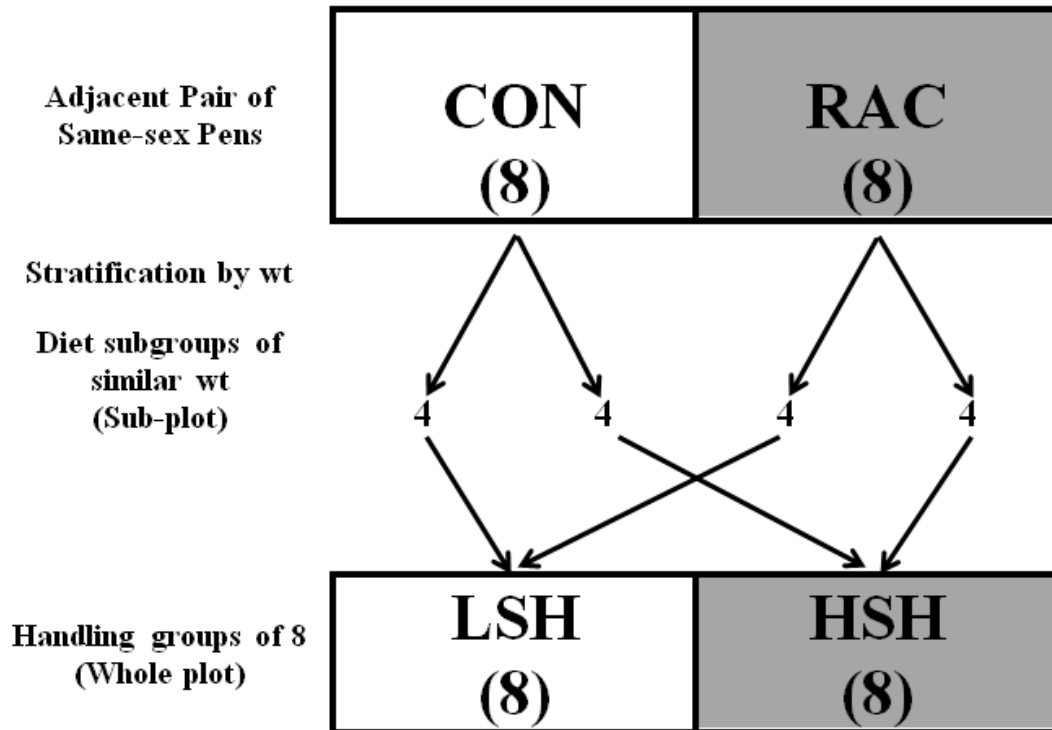 Adjacent Pair of
Same-sex Pens
CON
(8)
RAC
(8)
Stratification by wt
Diet subgroups of
similar wt
(Sub-plot)
4
4
4
4
Handling groups of 8
(Whole plot)
LSH
(8)
HSH
(8)